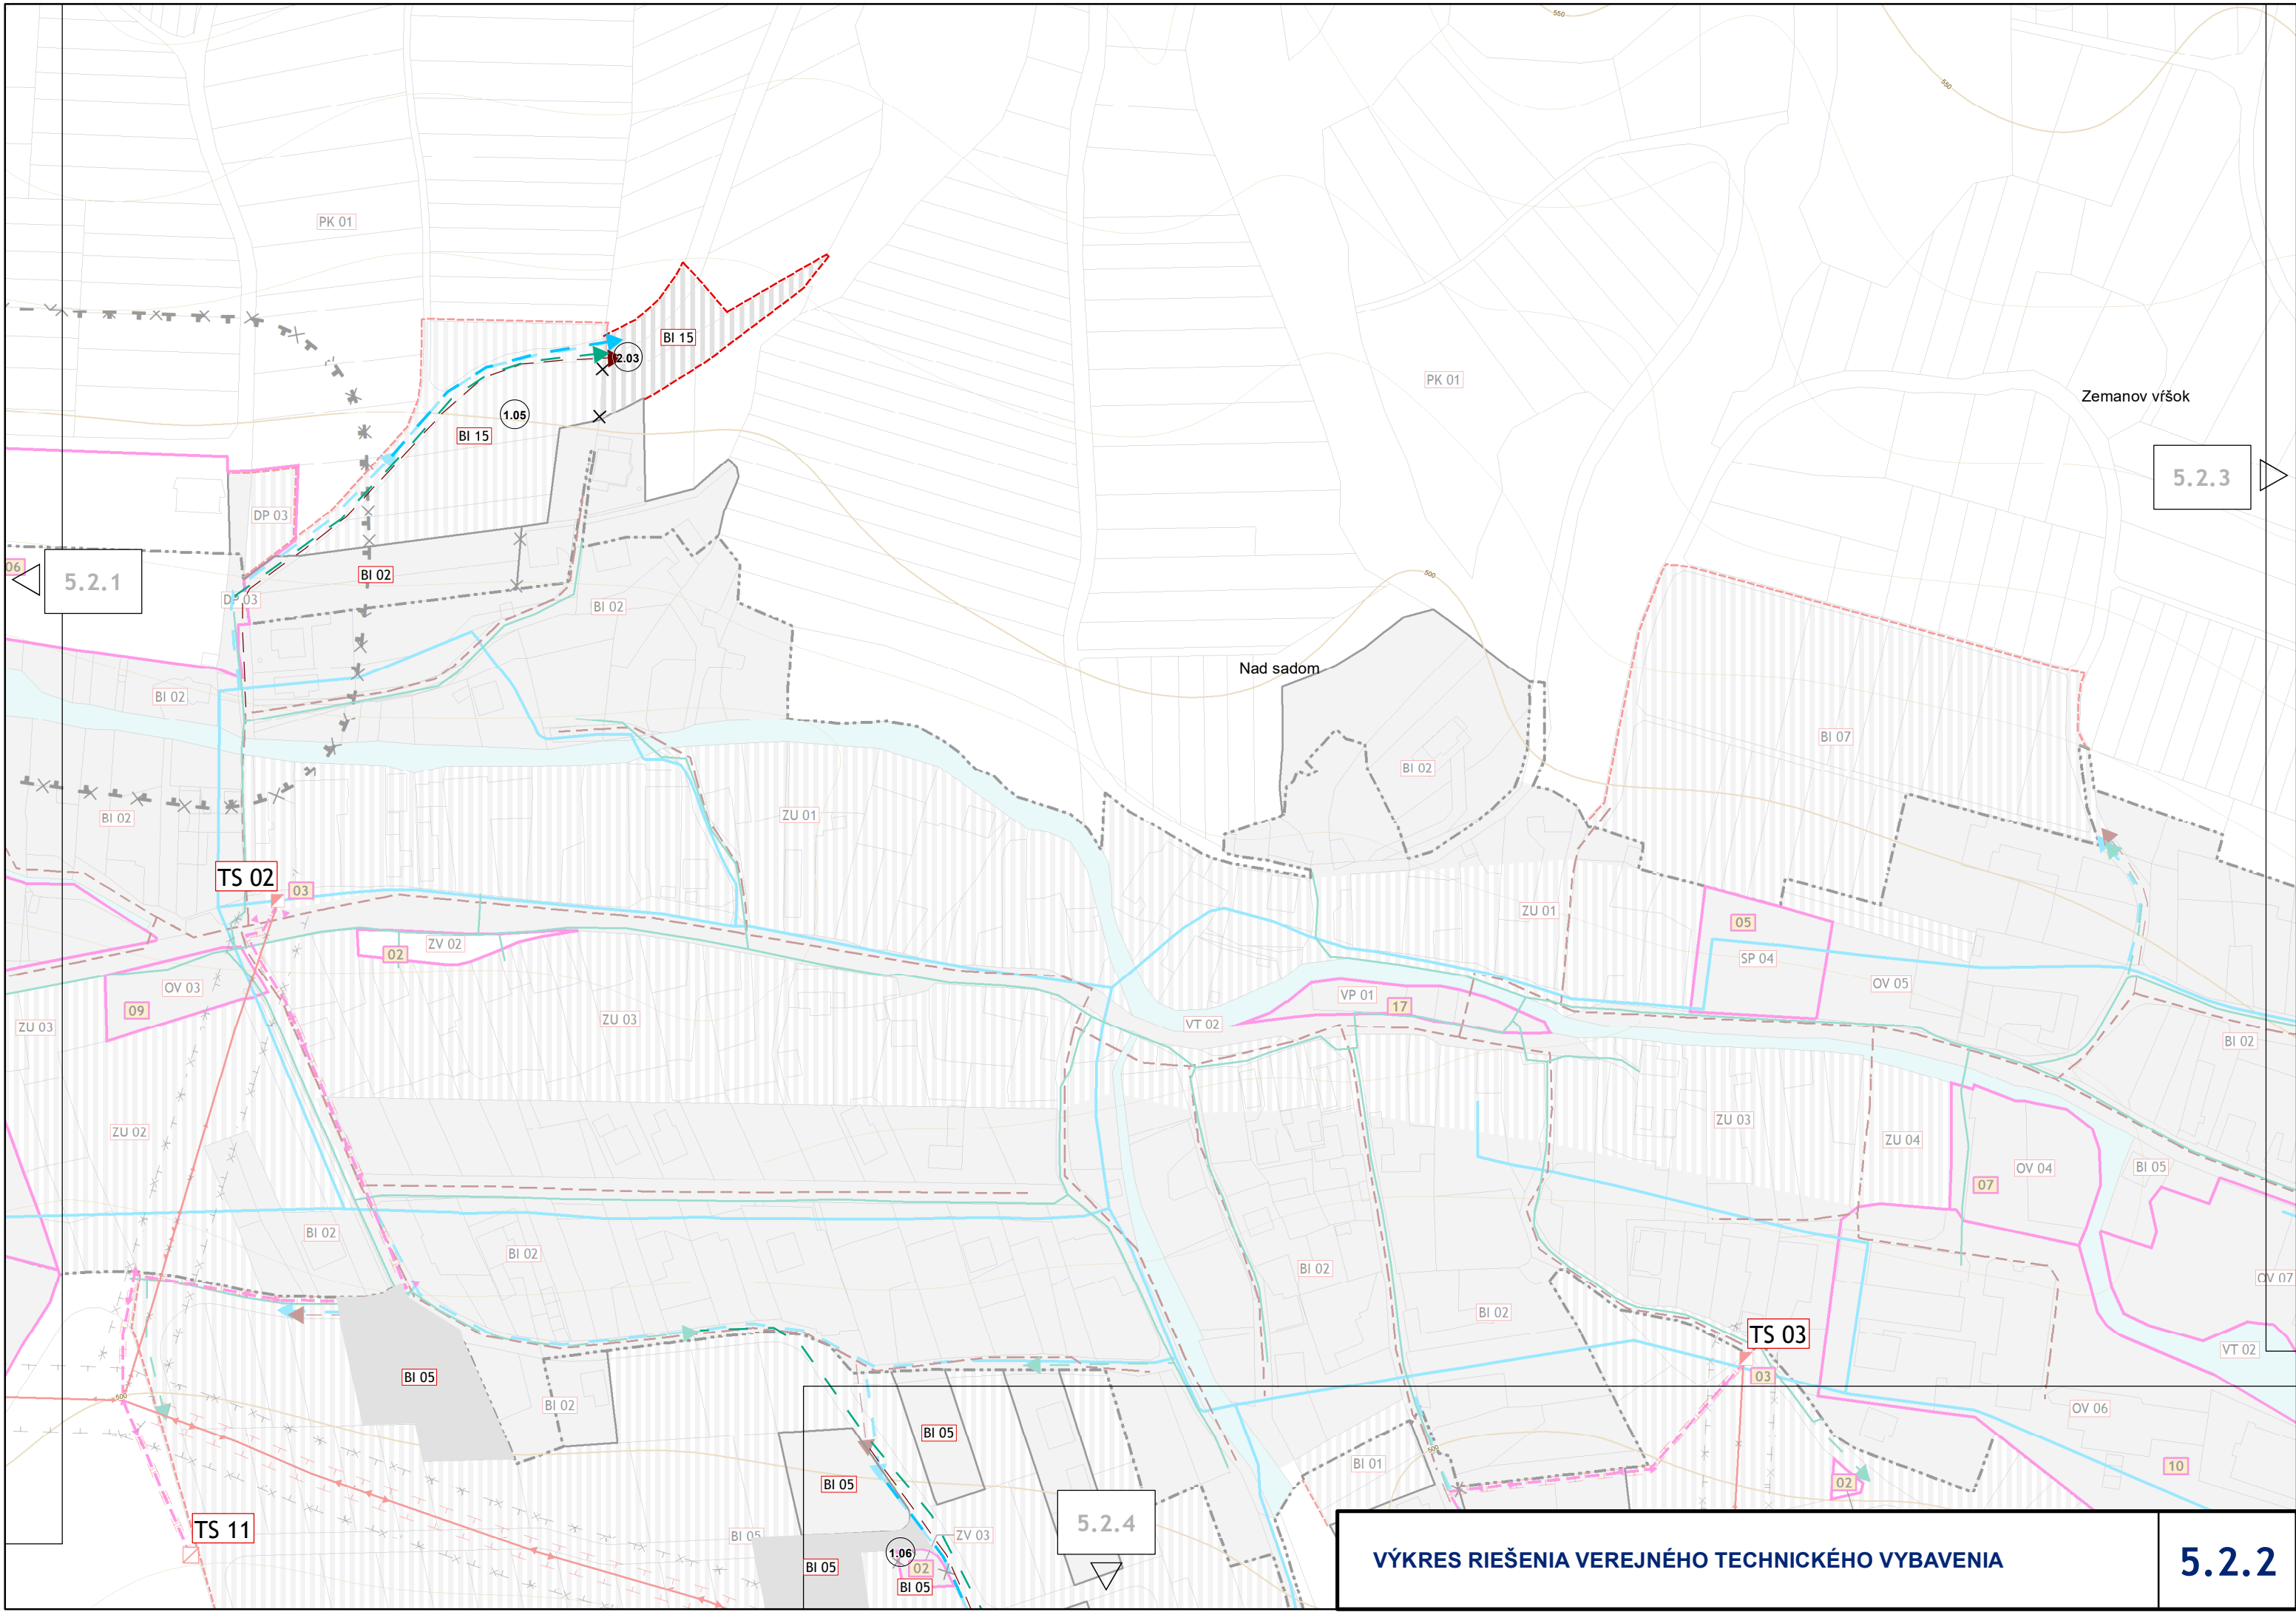 550
550
PK 01
BI 15
2.03
PK 01
Zemanov vŕšok
1.05
BI 15
5.2.3
DP 03
06
5.2.1
BI 02
500
DP 03
BI 02
Nad sadom
BI 02
BI 07
BI 02
BI 02
ZU 01
TS 02
03
ZU 01
05
ZV 02
02
SP 04
OV 05
OV 03
VP 01
17
09
ZU 03
ZU 03
VT 02
BI 02
ZU 02
ZU 03
ZU 04
OV 04
BI 05
07
BI 02
BI 02
BI 02
OV 07
BI 02
TS 03
VT 02
BI 05
03
500
BI 02
OV 06
BI 05
500
BI 01
10
BI 05
02
TS 11
BI 05
ZV 03
5.2.4
1.06
BI 05
02
BI 05
VÝKRES RIEŠENIA VEREJNÉHO TECHNICKÉHO VYBAVENIA
5.2.2